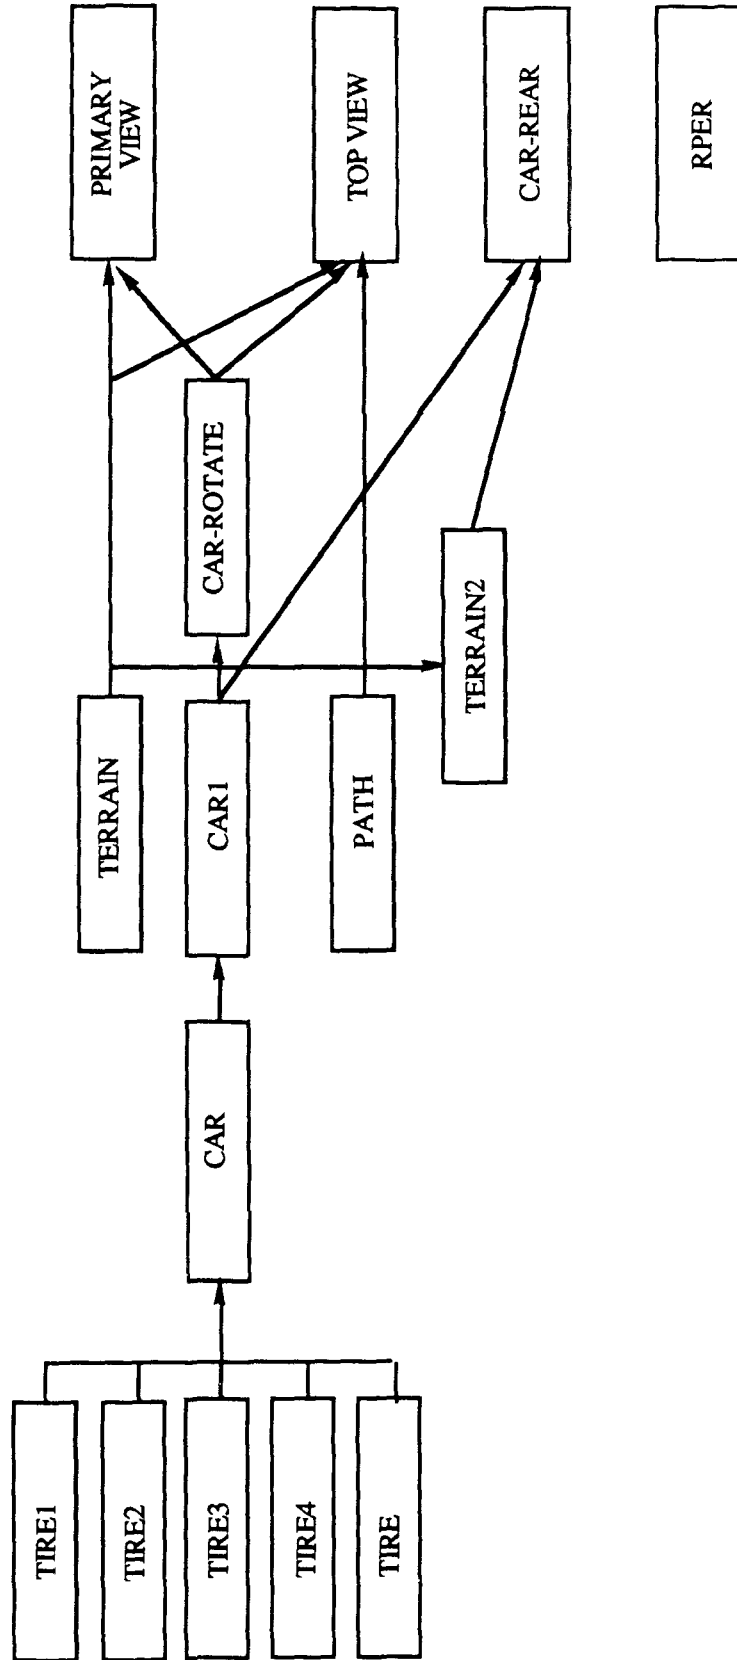 TIRE1
TIRE2
TIRE3
TIRE4
TIRE
CAR
TERRAIN
CAR1
PATH
CAR-ROTATE
TERRAIN2
PRIMARY
VIEW
TOP VIEW
CAR-REAR
RPER